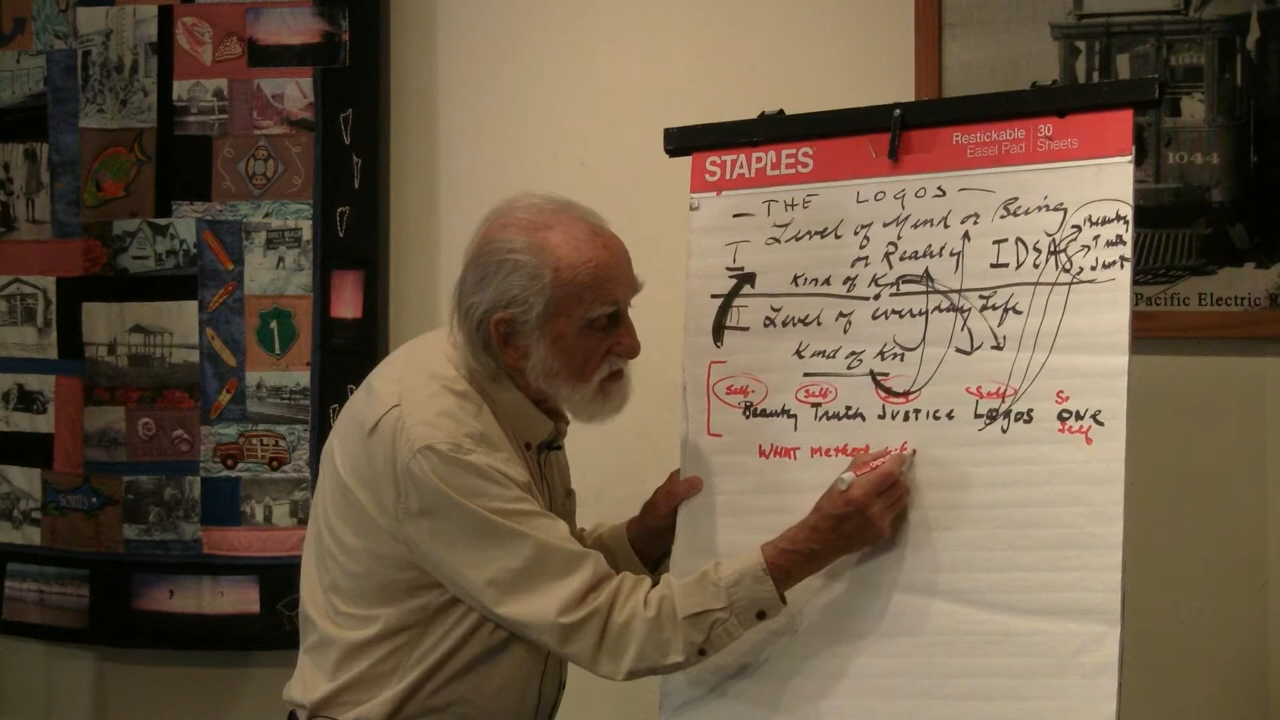 STAPLES
Restickable 30
Easel Pad Sheets
1044
Pacific Electric R
— THE LOGOS —
I Level of Mind or Being
or Reality IDEAS
Beauty
Truth
Just
Kind of Kn
II Level of everyday Life
Kind of Kn
Self. Self. Self Se
Beauty Truth Justice Logos ONE
Self
WHAT Method
1